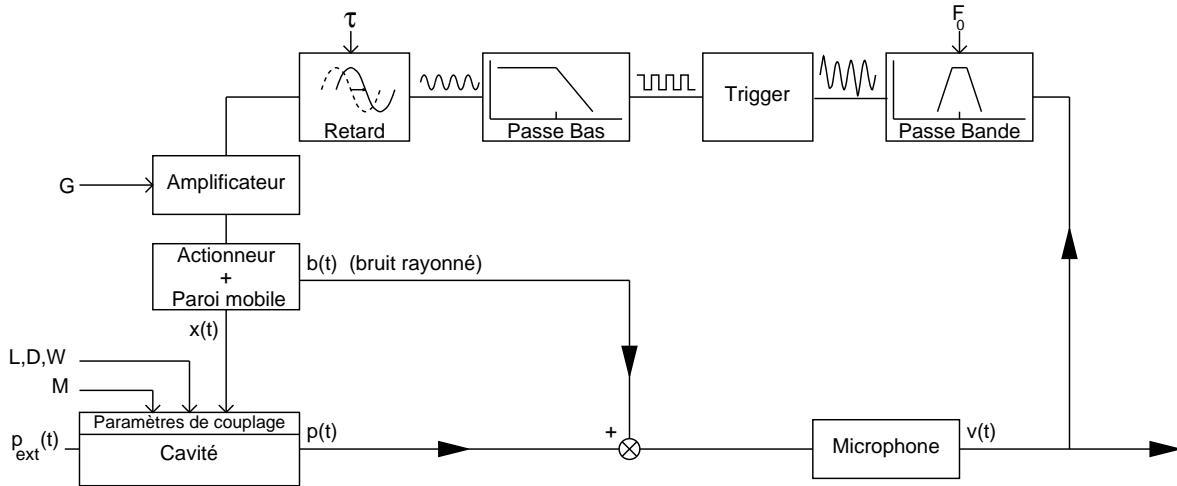 τ
F0
Retard
Passe Bas
Trigger
Passe Bande
G
Amplificateur
Actionneur
+
Paroi mobile
b(t) (bruit rayonné)
x(t)
L,D,W
M
Paramètres de couplage
pext(t)
Cavité
p(t)
+
Microphone
v(t)